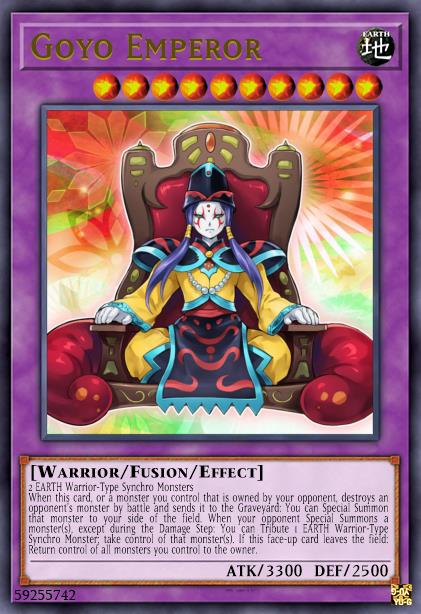 Goyo Emperor
EARTH
地
[Warrior/Fusion/Effect]
2 EARTH Warrior-Type Synchro Monsters
When this card, or a monster you control that is owned by your opponent, destroys an
opponent's monster by battle and sends it to the Graveyard: You can Special Summon
that monster to your side of the field. When your opponent Special Summons a
monster(s), except during the Damage Step: You can Tribute 1 EARTH Warrior-Type
Synchro Monster; take control of that monster(s). If this face-up card leaves the field:
Return control of all monsters you control to the owner.
ATK/3300 DEF/2500
59255742